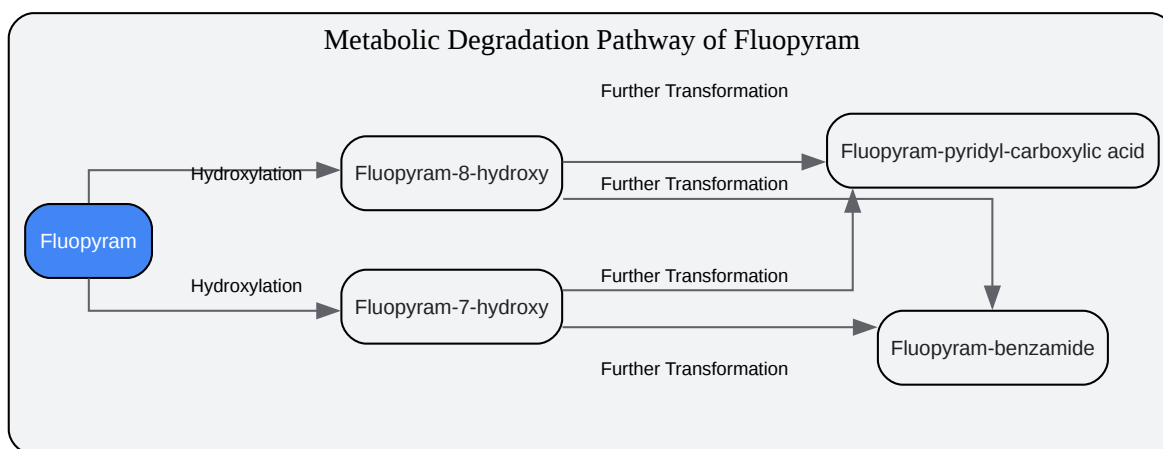 Metabolic Degradation Pathway of Fluopyram
Further Transformation
Fluopyram-pyridyl-carboxylic acid
Hydroxylation
Fluopyram-8-hydroxy
Further Transformation
Fluopyram
Hydroxylation
Fluopyram-7-hydroxy
Further Transformation
Fluopyram-benzamide
Further Transformation